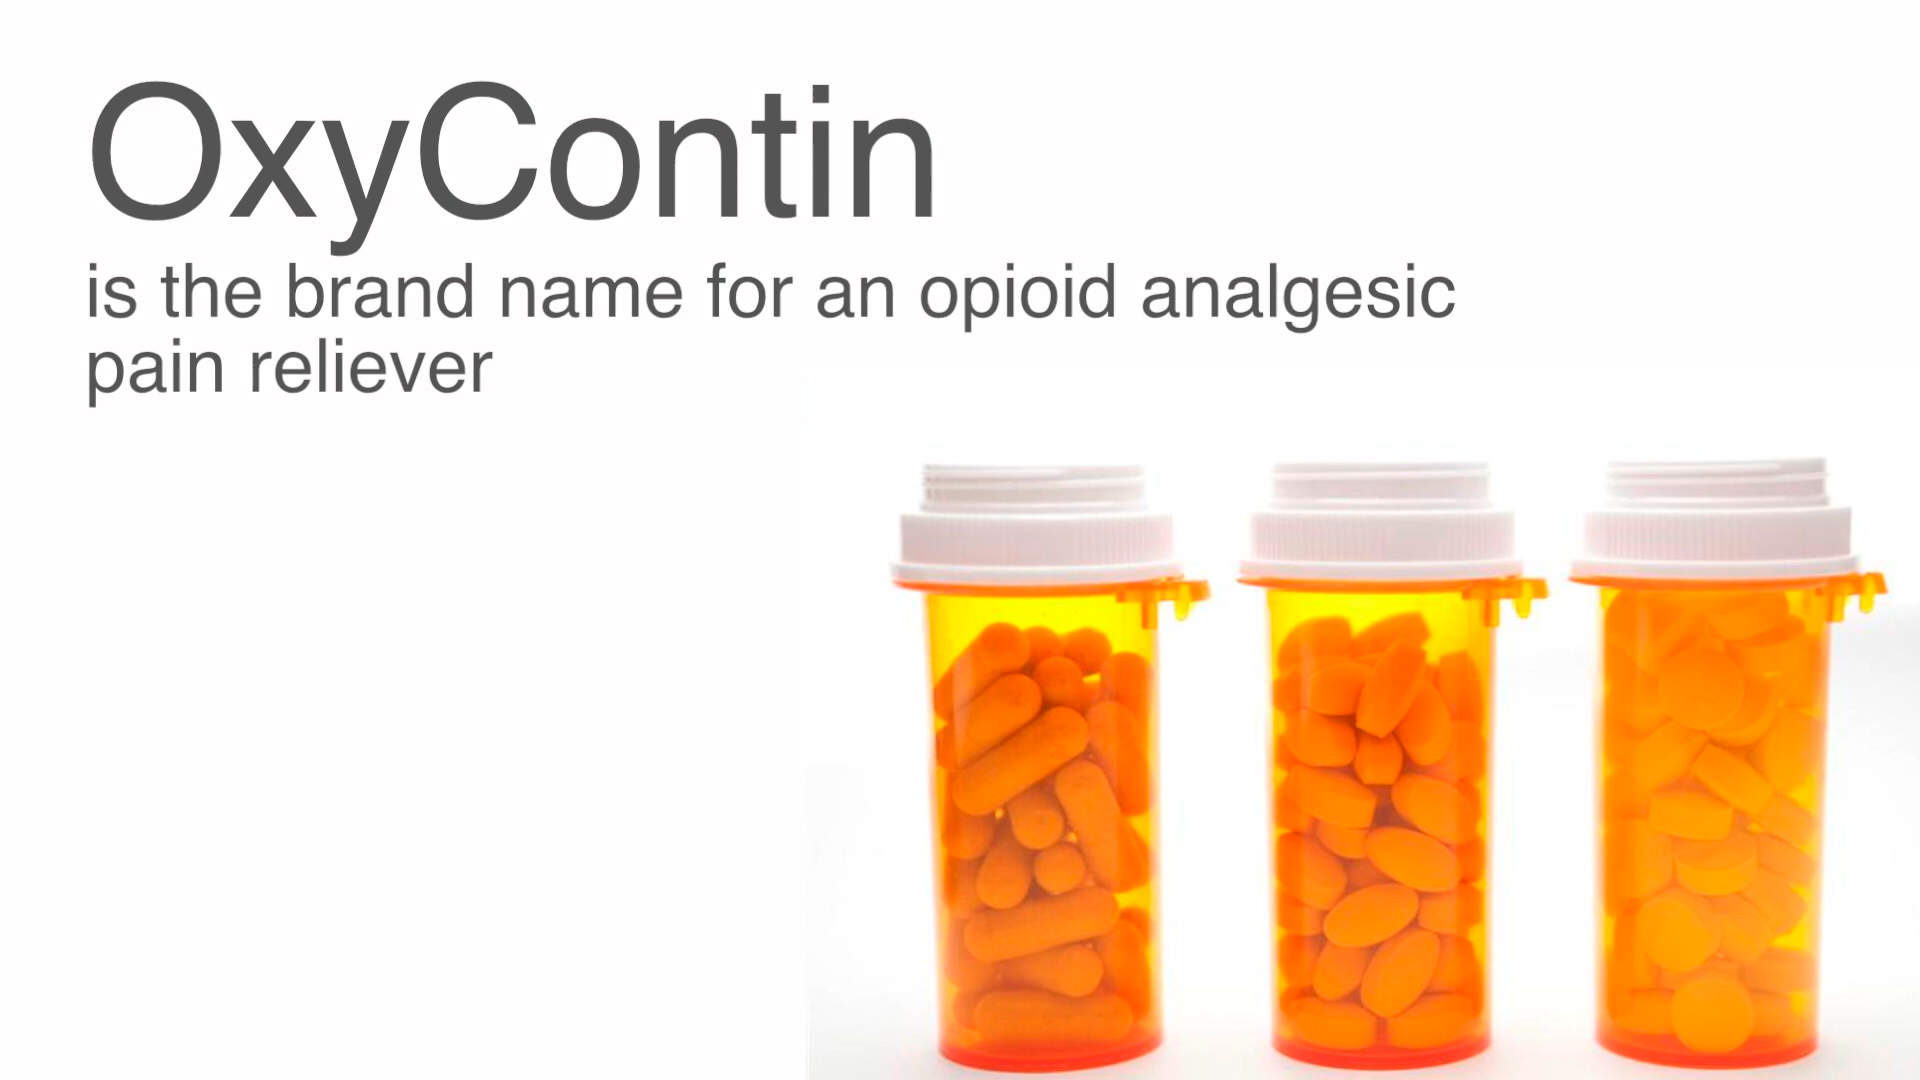 OxyContin
is the brand name for an opioid analgesic
pain reliever